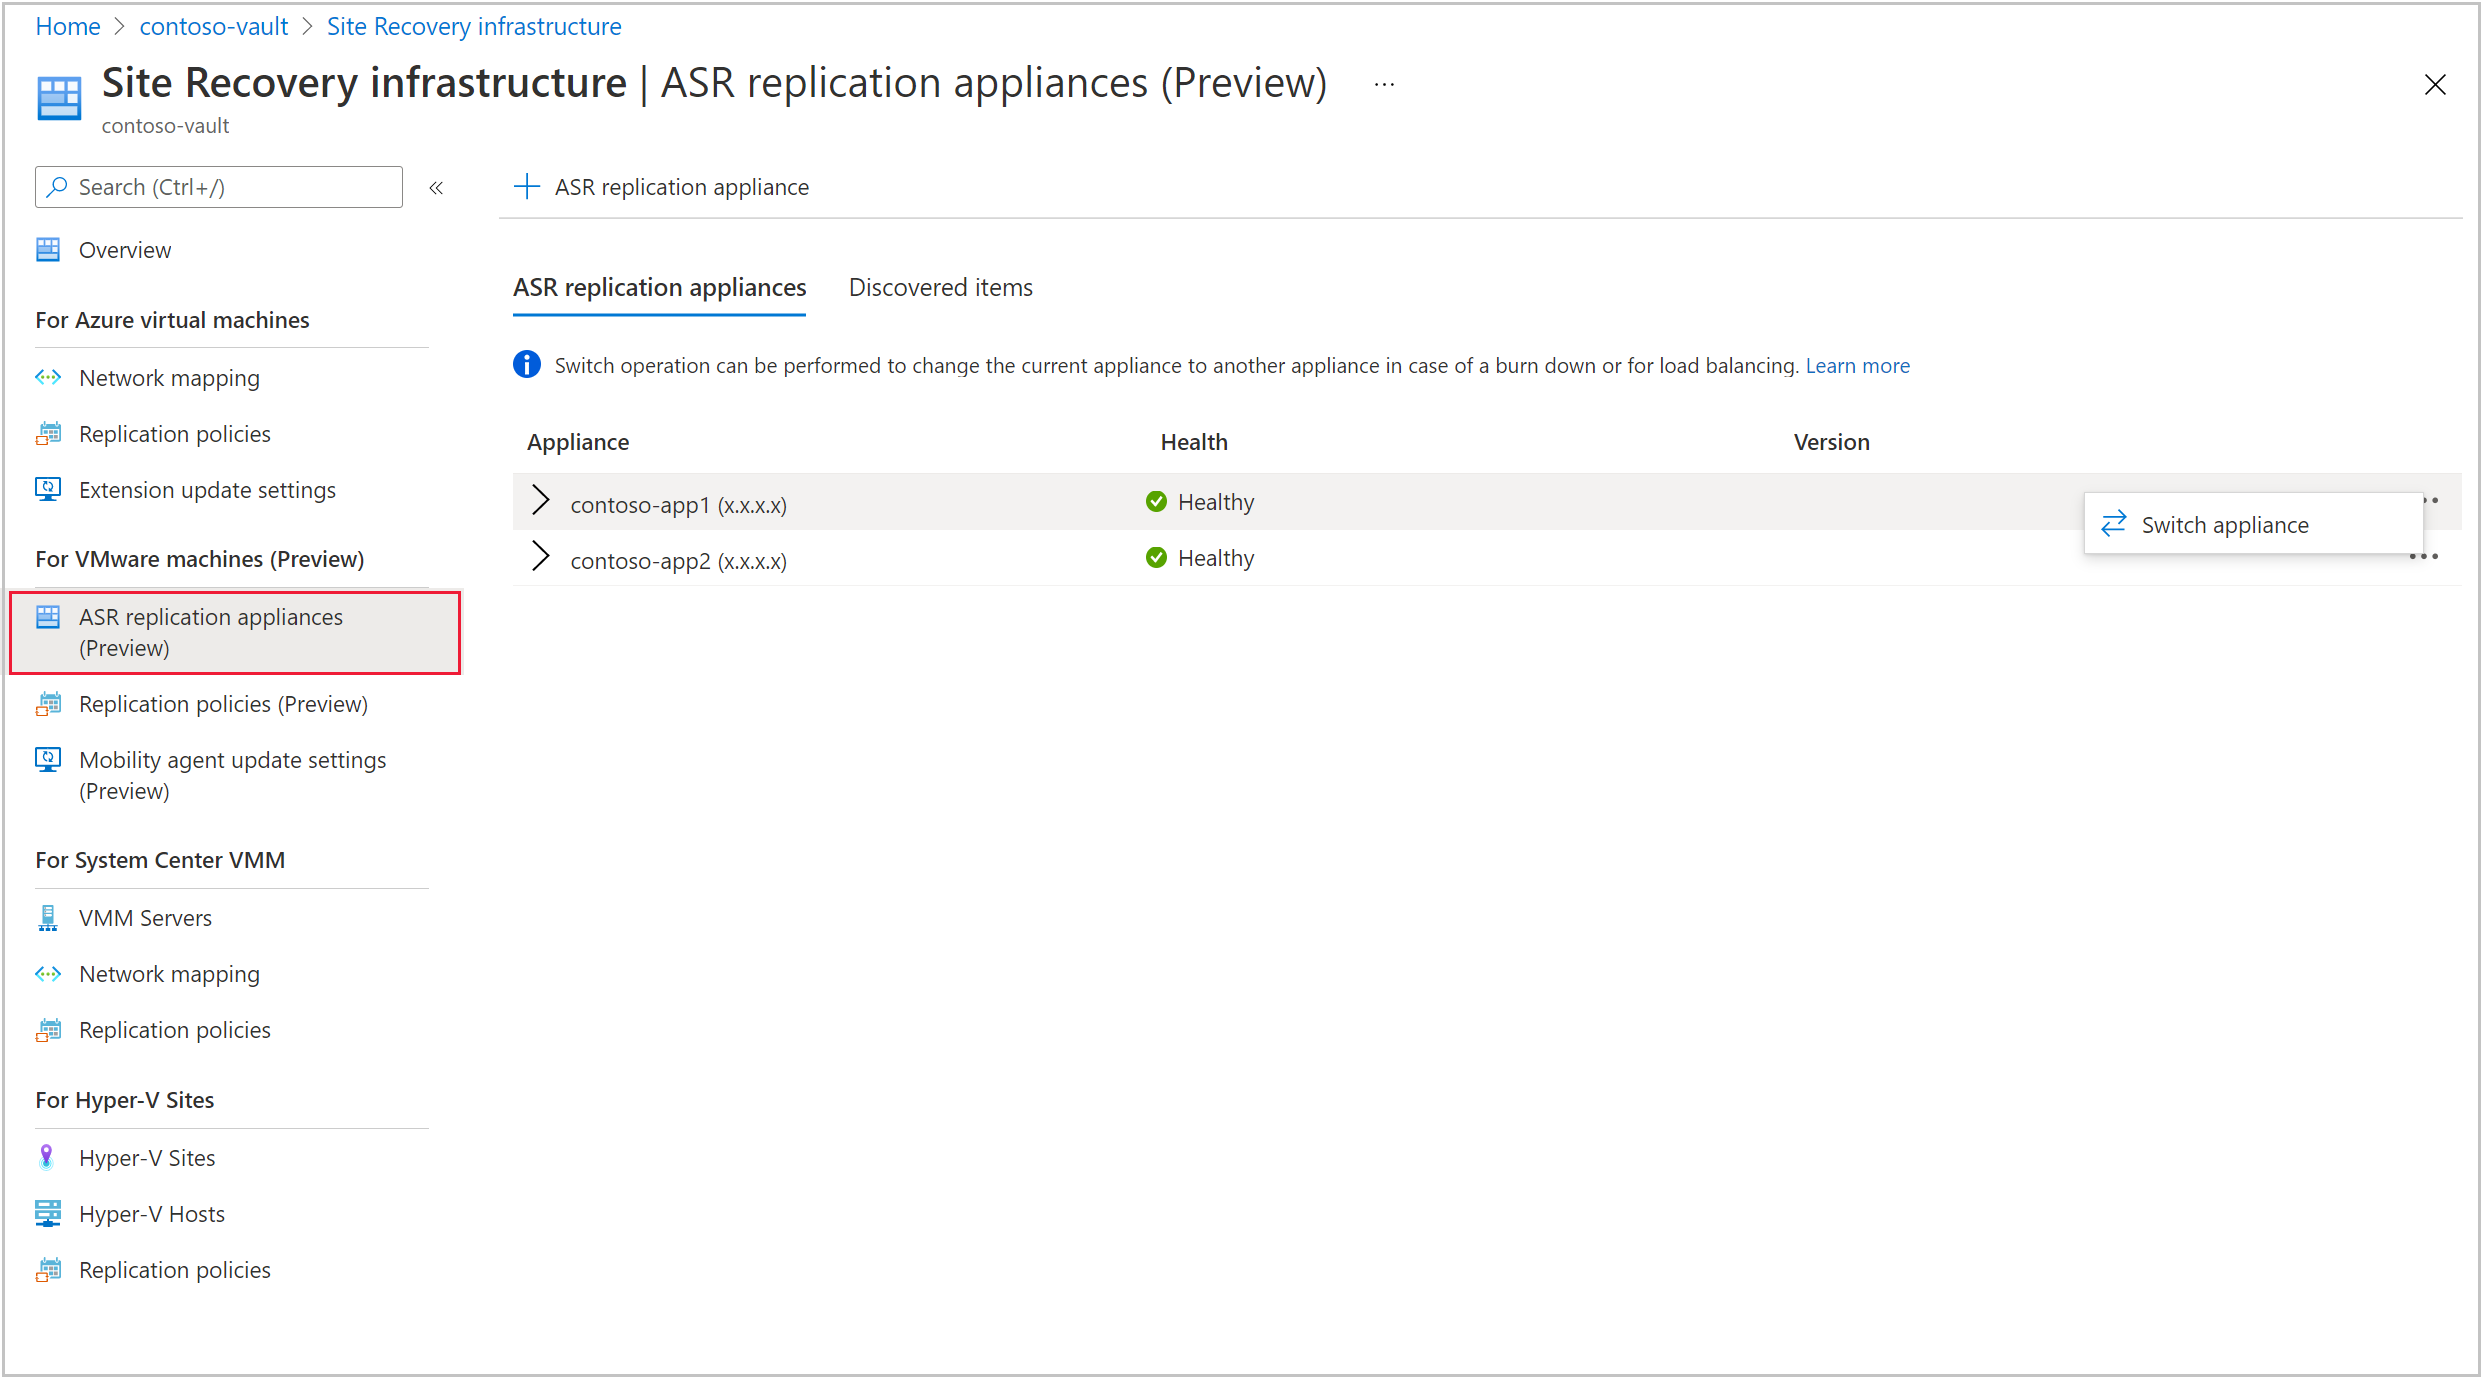 Home > contoso-vault > Site Recovery infrastructure
Site Recovery infrastructure | ASR replication appliances (Preview) ...
contoso-vault
Search (Ctrl+/)
«
Overview
For Azure virtual machines
Network mapping
Replication policies
Extension update settings
For VMware machines (Preview)
ASR replication appliances
(Preview)
Replication policies (Preview)
Mobility agent update settings
(Preview)
For System Center VMM
VMM Servers
Network mapping
Replication policies
For Hyper-V Sites
Hyper-V Sites
Hyper-V Hosts
Replication policies
+ ASR replication appliance
ASR replication appliances Discovered items
Switch operation can be performed to change the current appliance to another appliance in case of a burn down or for load balancing. Learn more
Appliance Health Version
contoso-app1 (x.x.x.x) Healthy
Switch appliance
contoso-app2 (x.x.x.x) Healthy